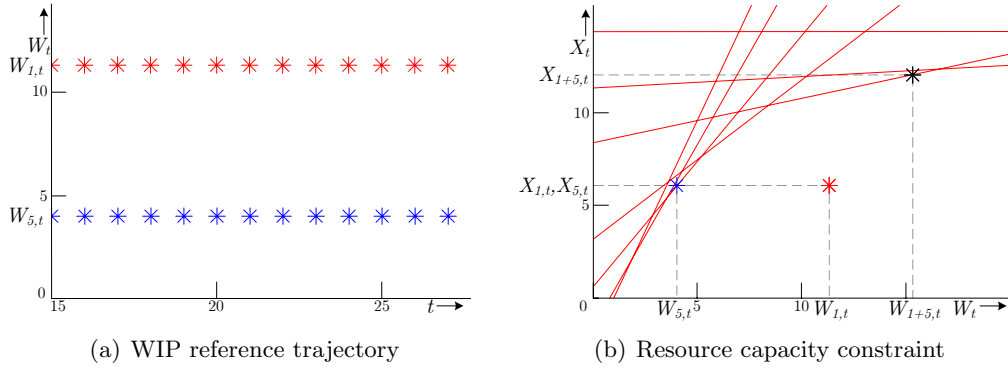 W_t
W_{1,t}
10
5
W_{5,t}
0
15
20
25
t
(a) WIP reference trajectory
X_t
X_{1+5,t}
10
X_{1,t},X_{5,t}
5
0
5
10
15
W_t
W_{5,t}
W_{1,t}
W_{1+5,t}
(b) Resource capacity constraint